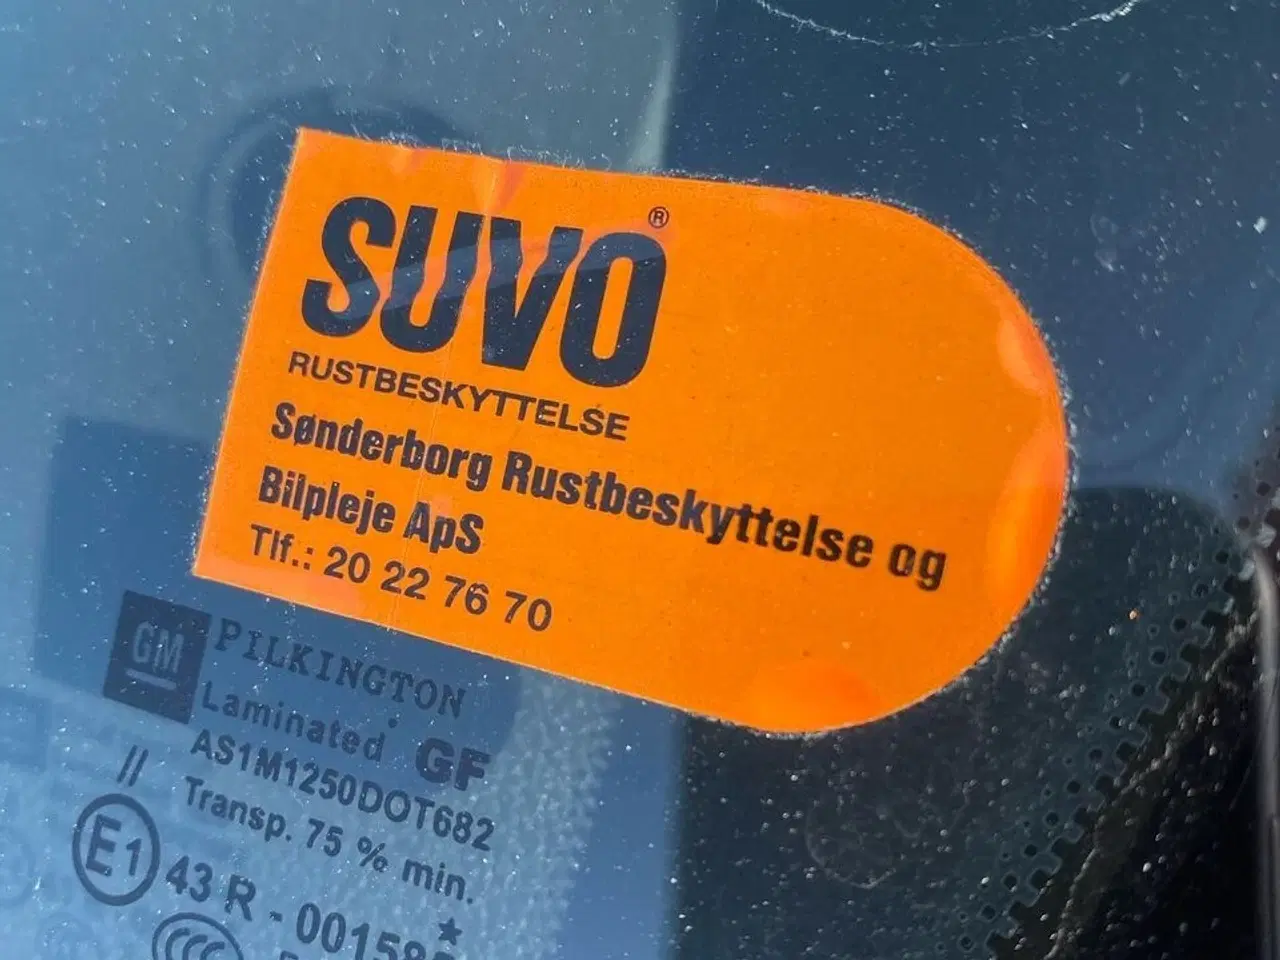 SUVO®
RUSTBESKYTTELSE
Sønderborg Rustbeskyttelse og
Bilpleje ApS
Tlf.: 20 22 76 70
GM PILKINGTON
Laminated GF
// AS1M1250DOT682
Transp. 75 % min.
E1 43 R -